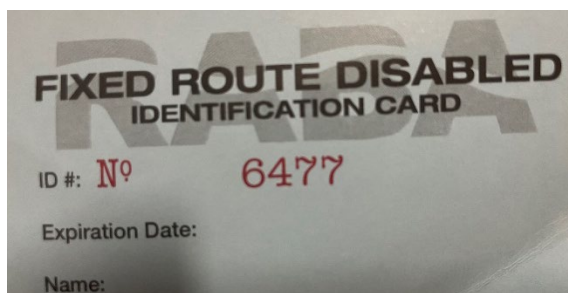 RABA
FIXED ROUTE DISABLED
IDENTIFICATION CARD
ID #: Nº 6477
Expiration Date:
Name: